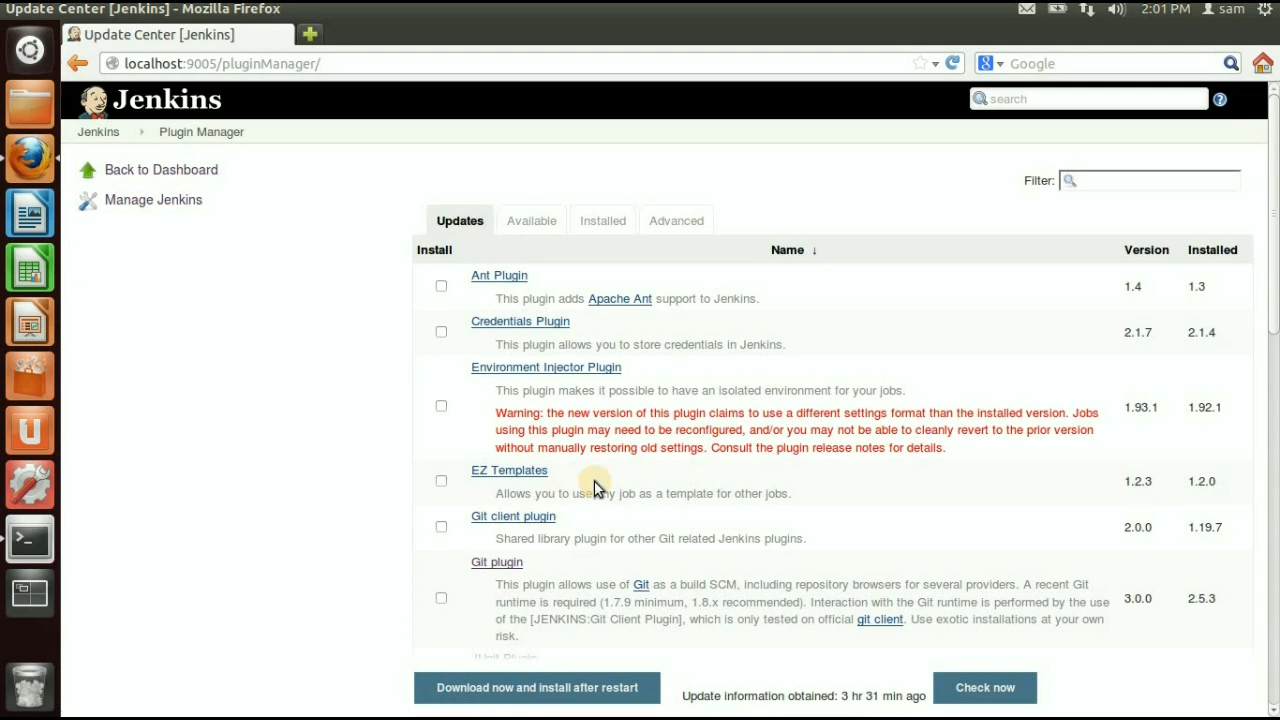 Update Center [Jenkins] - Mozilla Firefox
2:01 PM
sam
Update Center [Jenkins]
localhost:9005/pluginManager/
Google
Jenkins
search
Jenkins
Plugin Manager
Back to Dashboard
Manage Jenkins
Filter:
Updates
Available
Installed
Advanced
Install
Name ↓
Version
Installed
Ant Plugin
This plugin adds Apache Ant support to Jenkins.
1.4
1.3
Credentials Plugin
This plugin allows you to store credentials in Jenkins.
2.1.7
2.1.4
Environment Injector Plugin
This plugin makes it possible to have an isolated environment for your jobs.
Warning: the new version of this plugin claims to use a different settings format than the installed version. Jobs
using this plugin may need to be reconfigured, and/or you may not be able to cleanly revert to the prior version
without manually restoring old settings. Consult the plugin release notes for details.
1.93.1
1.92.1
EZ Templates
Allows you to use any job as a template for other jobs.
1.2.3
1.2.0
Git client plugin
Shared library plugin for other Git related Jenkins plugins.
2.0.0
1.19.7
Git plugin
This plugin allows use of Git as a build SCM, including repository browsers for several providers. A recent Git
runtime is required (1.7.9 minimum, 1.8.x recommended). Interaction with the Git runtime is performed by the use
of the [JENKINS:Git Client Plugin], which is only tested on official git client. Use exotic installations at your own
risk.
3.0.0
2.5.3
JUnit Plugin
Download now and install after restart
Update information obtained: 3 hr 31 min ago
Check now